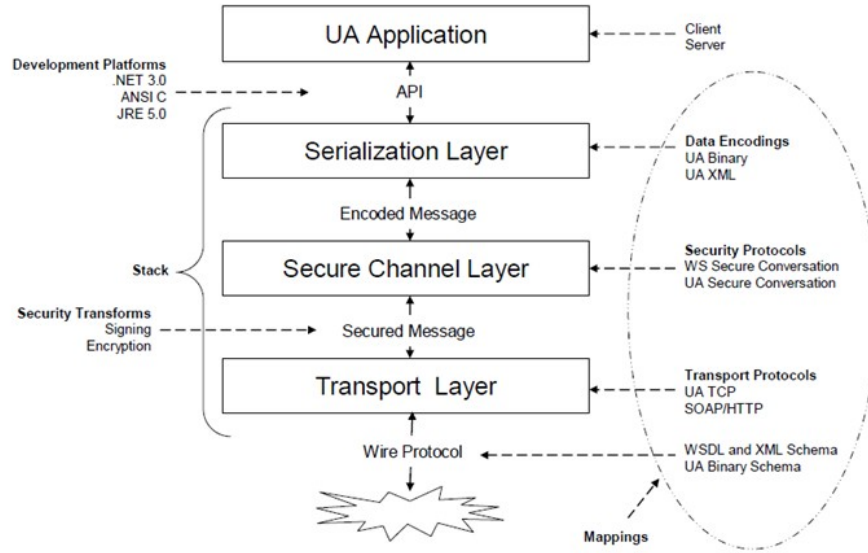 UA Application
Client
Server
Development Platforms
.NET 3.0
ANSI C
JRE 5.0
API
Serialization Layer
Data Encodings
UA Binary
UA XML
Encoded Message
Stack
Secure Channel Layer
Security Protocols
WS Secure Conversation
UA Secure Conversation
Security Transforms
Signing
Encryption
Secured Message
Transport Layer
Transport Protocols
UA TCP
SOAP/HTTP
Wire Protocol
WSDL and XML Schema
UA Binary Schema
Mappings